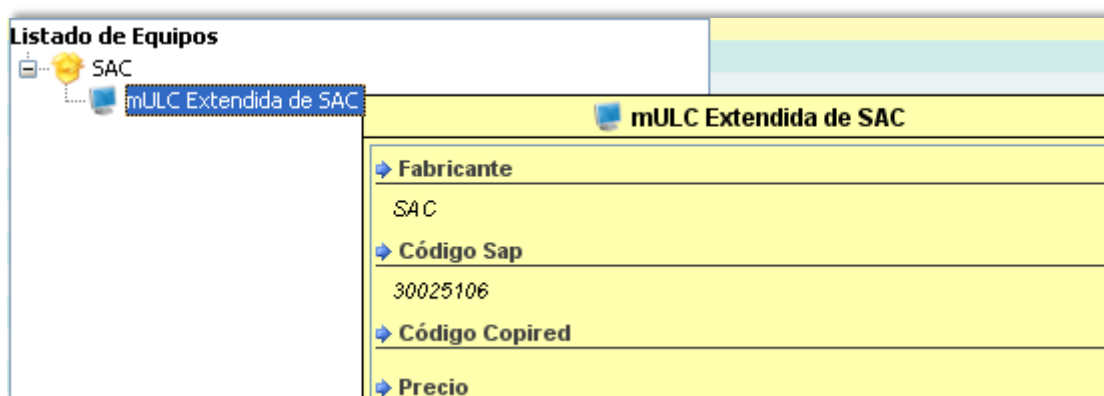 Listado de Equipos
SAC
mULC Extendida de SAC
mULC Extendida de SAC
Fabricante
SAC
Código Sap
30025106
Código Copired
Precio